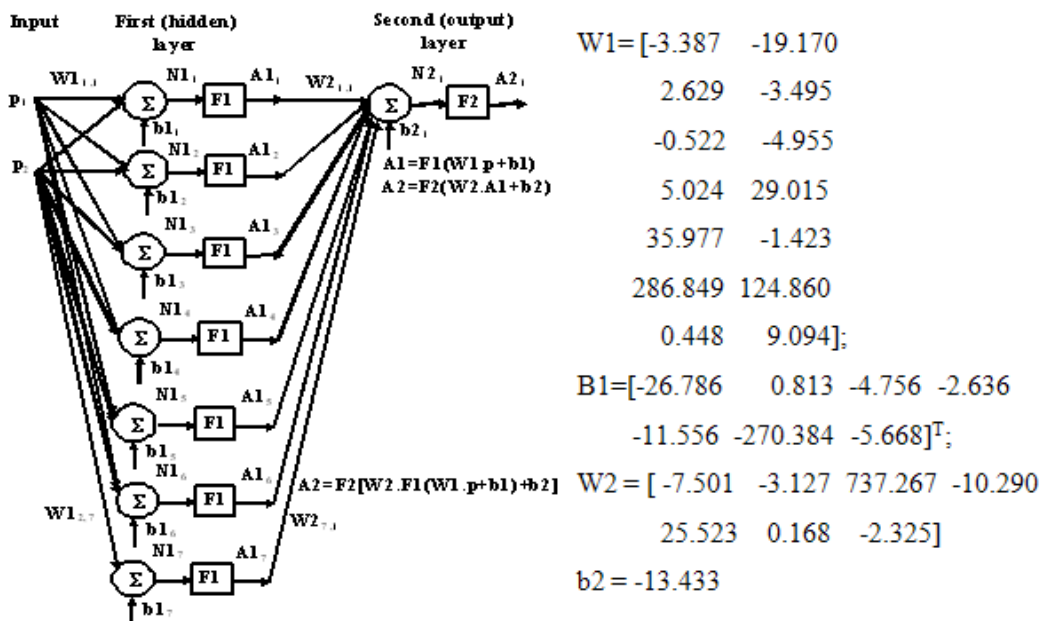 Input First (hidden) layer Second (output) layer
p₁
p₂
W1₁,₁ N1₁ A1₁ W2₁,₁ N2₁ A2₁
Σ F1 Σ F2
b1₁ b2₁
N1₂ A1₂
Σ F1
b1₂
A1=F1(W1.p+b1)
A2=F2(W2.A1+b2)
N1₃ A1₃
Σ F1
b1₃
N1₄ A1₄
Σ F1
b1₄
N1₅ A1₅
Σ F1
b1₅
N1₆ A1₆
Σ F1
b1₆
A2=F2[W2.F1(W1.p+b1)+b2]
W1₂,₇ W2₇,₁
N1₇ A1₇
Σ F1
b1₇
W1= [-3.387 -19.170
2.629 -3.495
-0.522 -4.955
5.024 29.015
35.977 -1.423
286.849 124.860
0.448 9.094];
B1=[-26.786 0.813 -4.756 -2.636
-11.556 -270.384 -5.668]ᵀ;
W2 = [ -7.501 -3.127 737.267 -10.290
25.523 0.168 -2.325]
b2 = -13.433